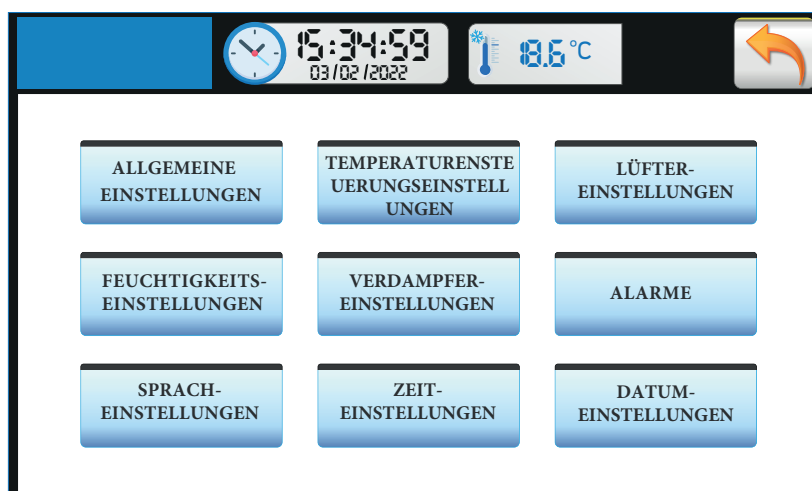 15:34:59
03/02/2022
18.6 °C
ALLGEMEINE
EINSTELLUNGEN
TEMPERATURENSTE
UERUNGSEINSTELL
UNGEN
LÜFTER-
EINSTELLUNGEN
FEUCHTIGKEITS-
EINSTELLUNGEN
VERDAMPFER-
EINSTELLUNGEN
ALARME
SPRACH-
EINSTELLUNGEN
ZEIT-
EINSTELLUNGEN
DATUM-
EINSTELLUNGEN